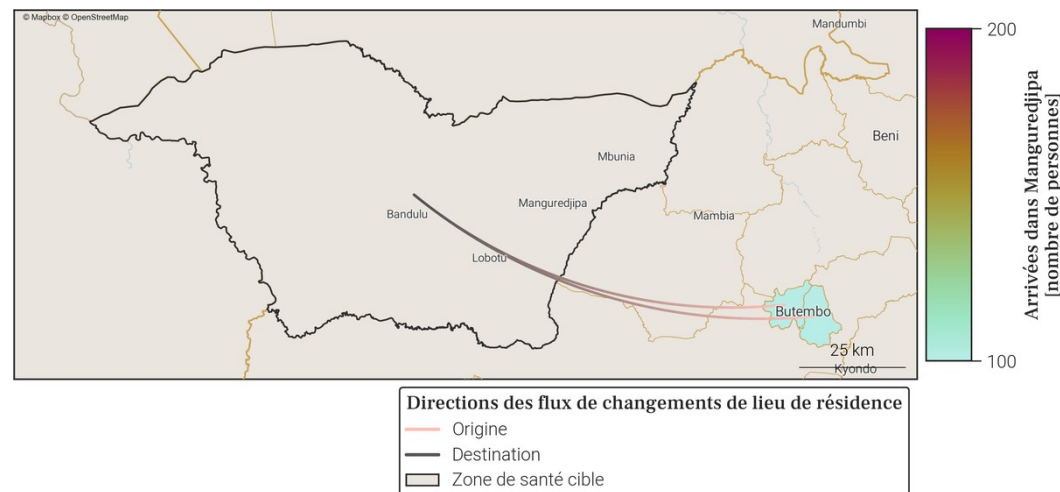 © Mapbox © OpenStreetMap
Mandumbi
Beni
Mbunia
Manguredjipa
Bandulu
Mambia
Lobotu
Butembo
25 km
Kyondo
200
100
Arrivées dans Manguredjipa
[nombre de personnes]
Directions des flux de changements de lieu de résidence
Origine
Destination
Zone de santé cible